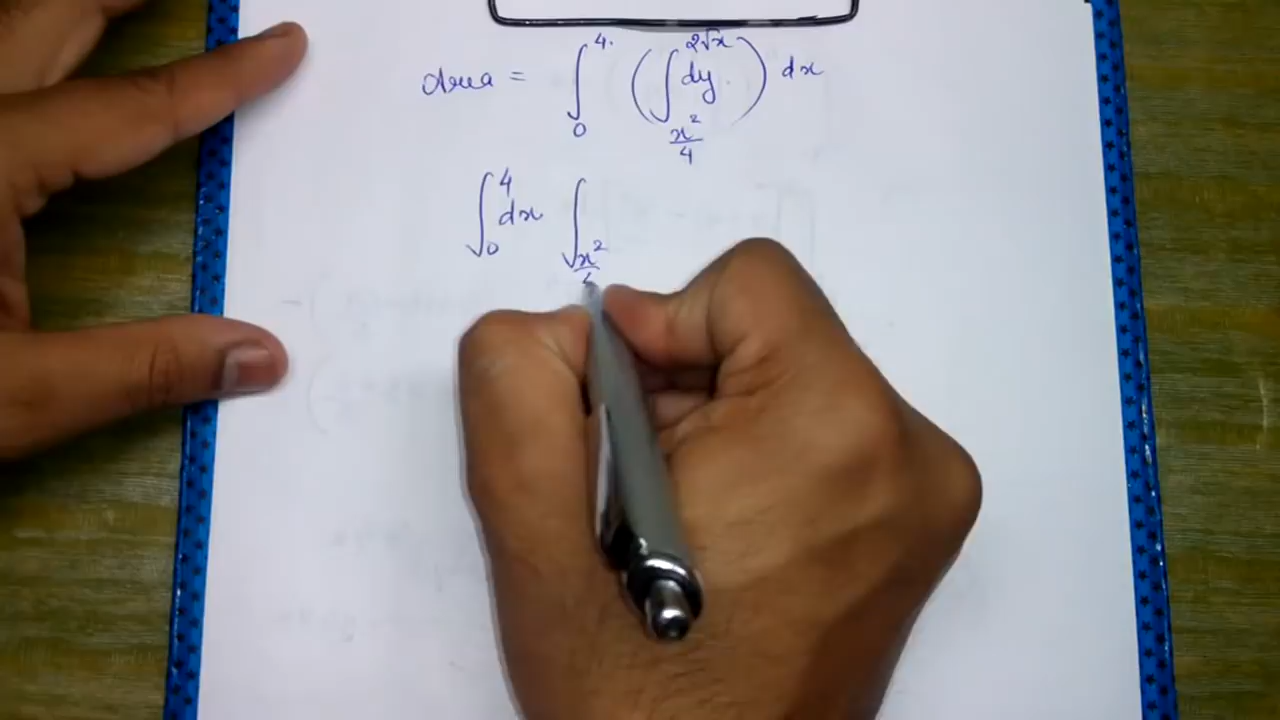 Area = ∫₀⁴· (∫_{x²/4}^{2√x} dy.) dx
∫₀⁴ dx ∫_{x²/4}